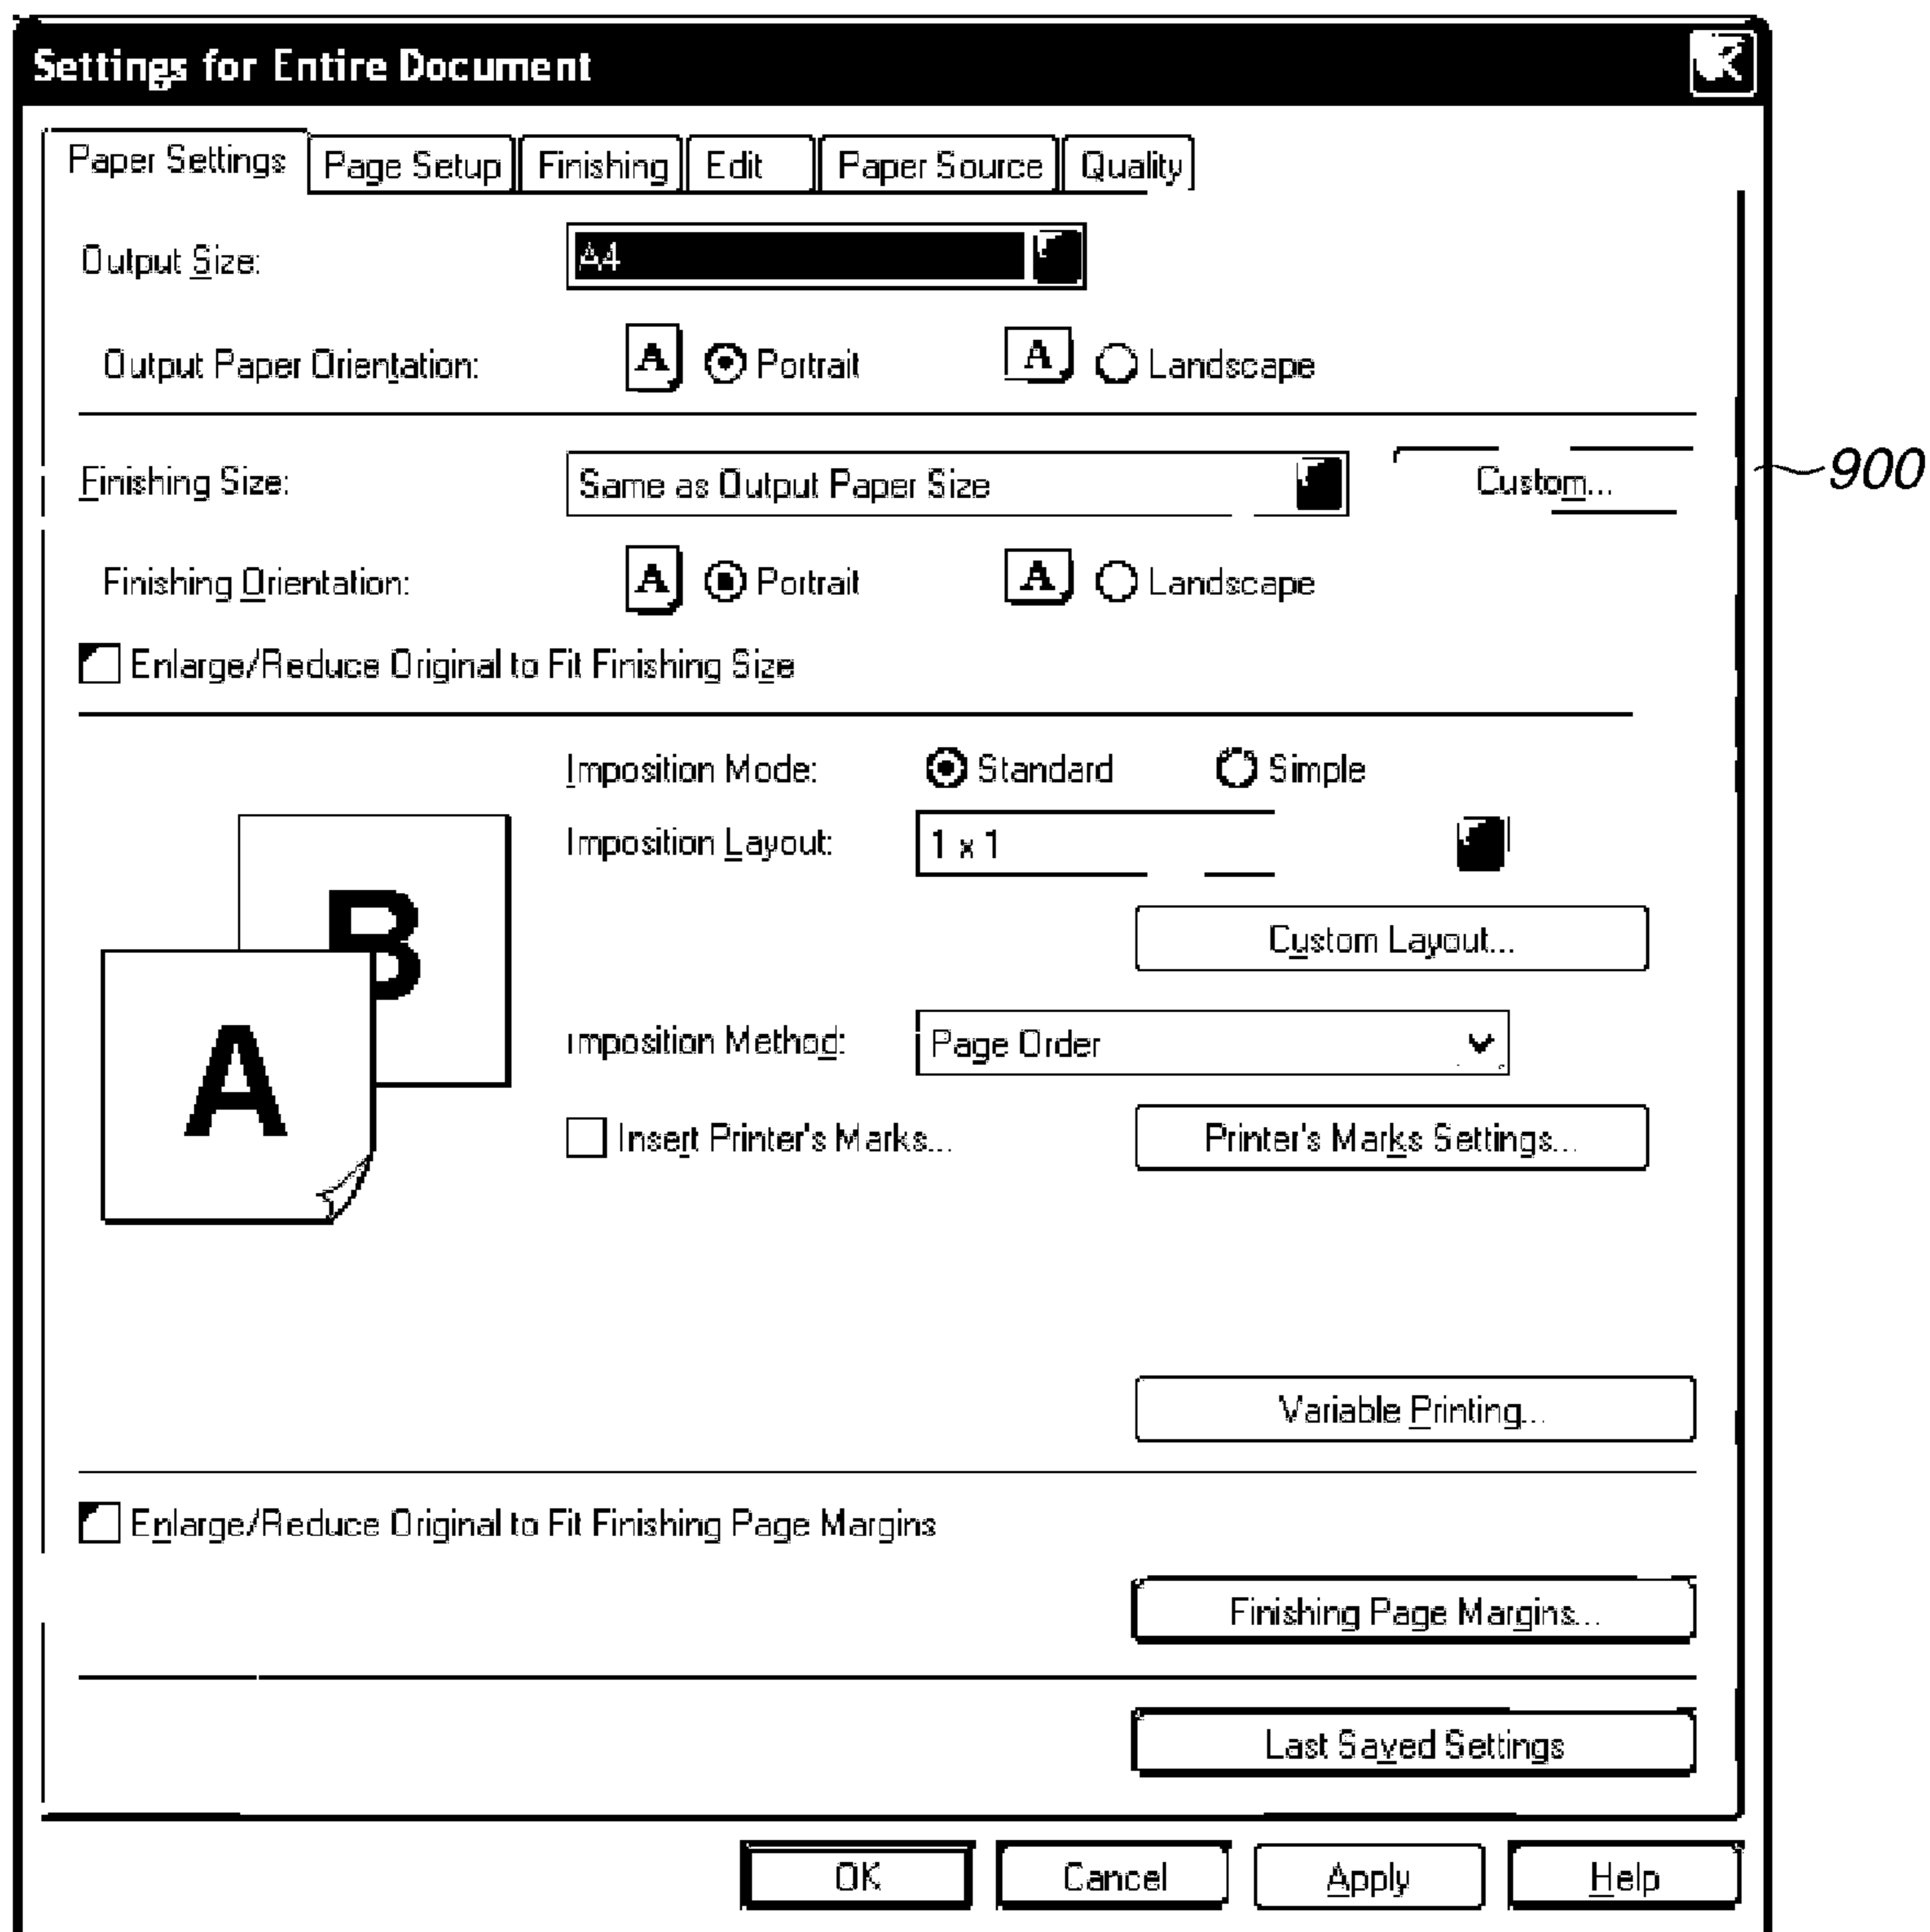 Settings for Entire Document
Paper Settings Page Setup Finishing Edit Paper Source Quality
Output Size: A4
Output Paper Orientation: A Portrait A Landscape
Finishing Size: Same as Output Paper Size Custom... 900
Finishing Orientation: A Portrait A Landscape
Enlarge/Reduce Original to Fit Finishing Size
Imposition Mode: Standard Simple
Imposition Layout: 1 x 1
B
Custom Layout...
Imposition Method: Page Order
A
Insert Printer's Marks... Printer's Marks Settings...
Variable Printing...
Enlarge/Reduce Original to Fit Finishing Page Margins
Finishing Page Margins...
Last Saved Settings
OK Cancel Apply Help